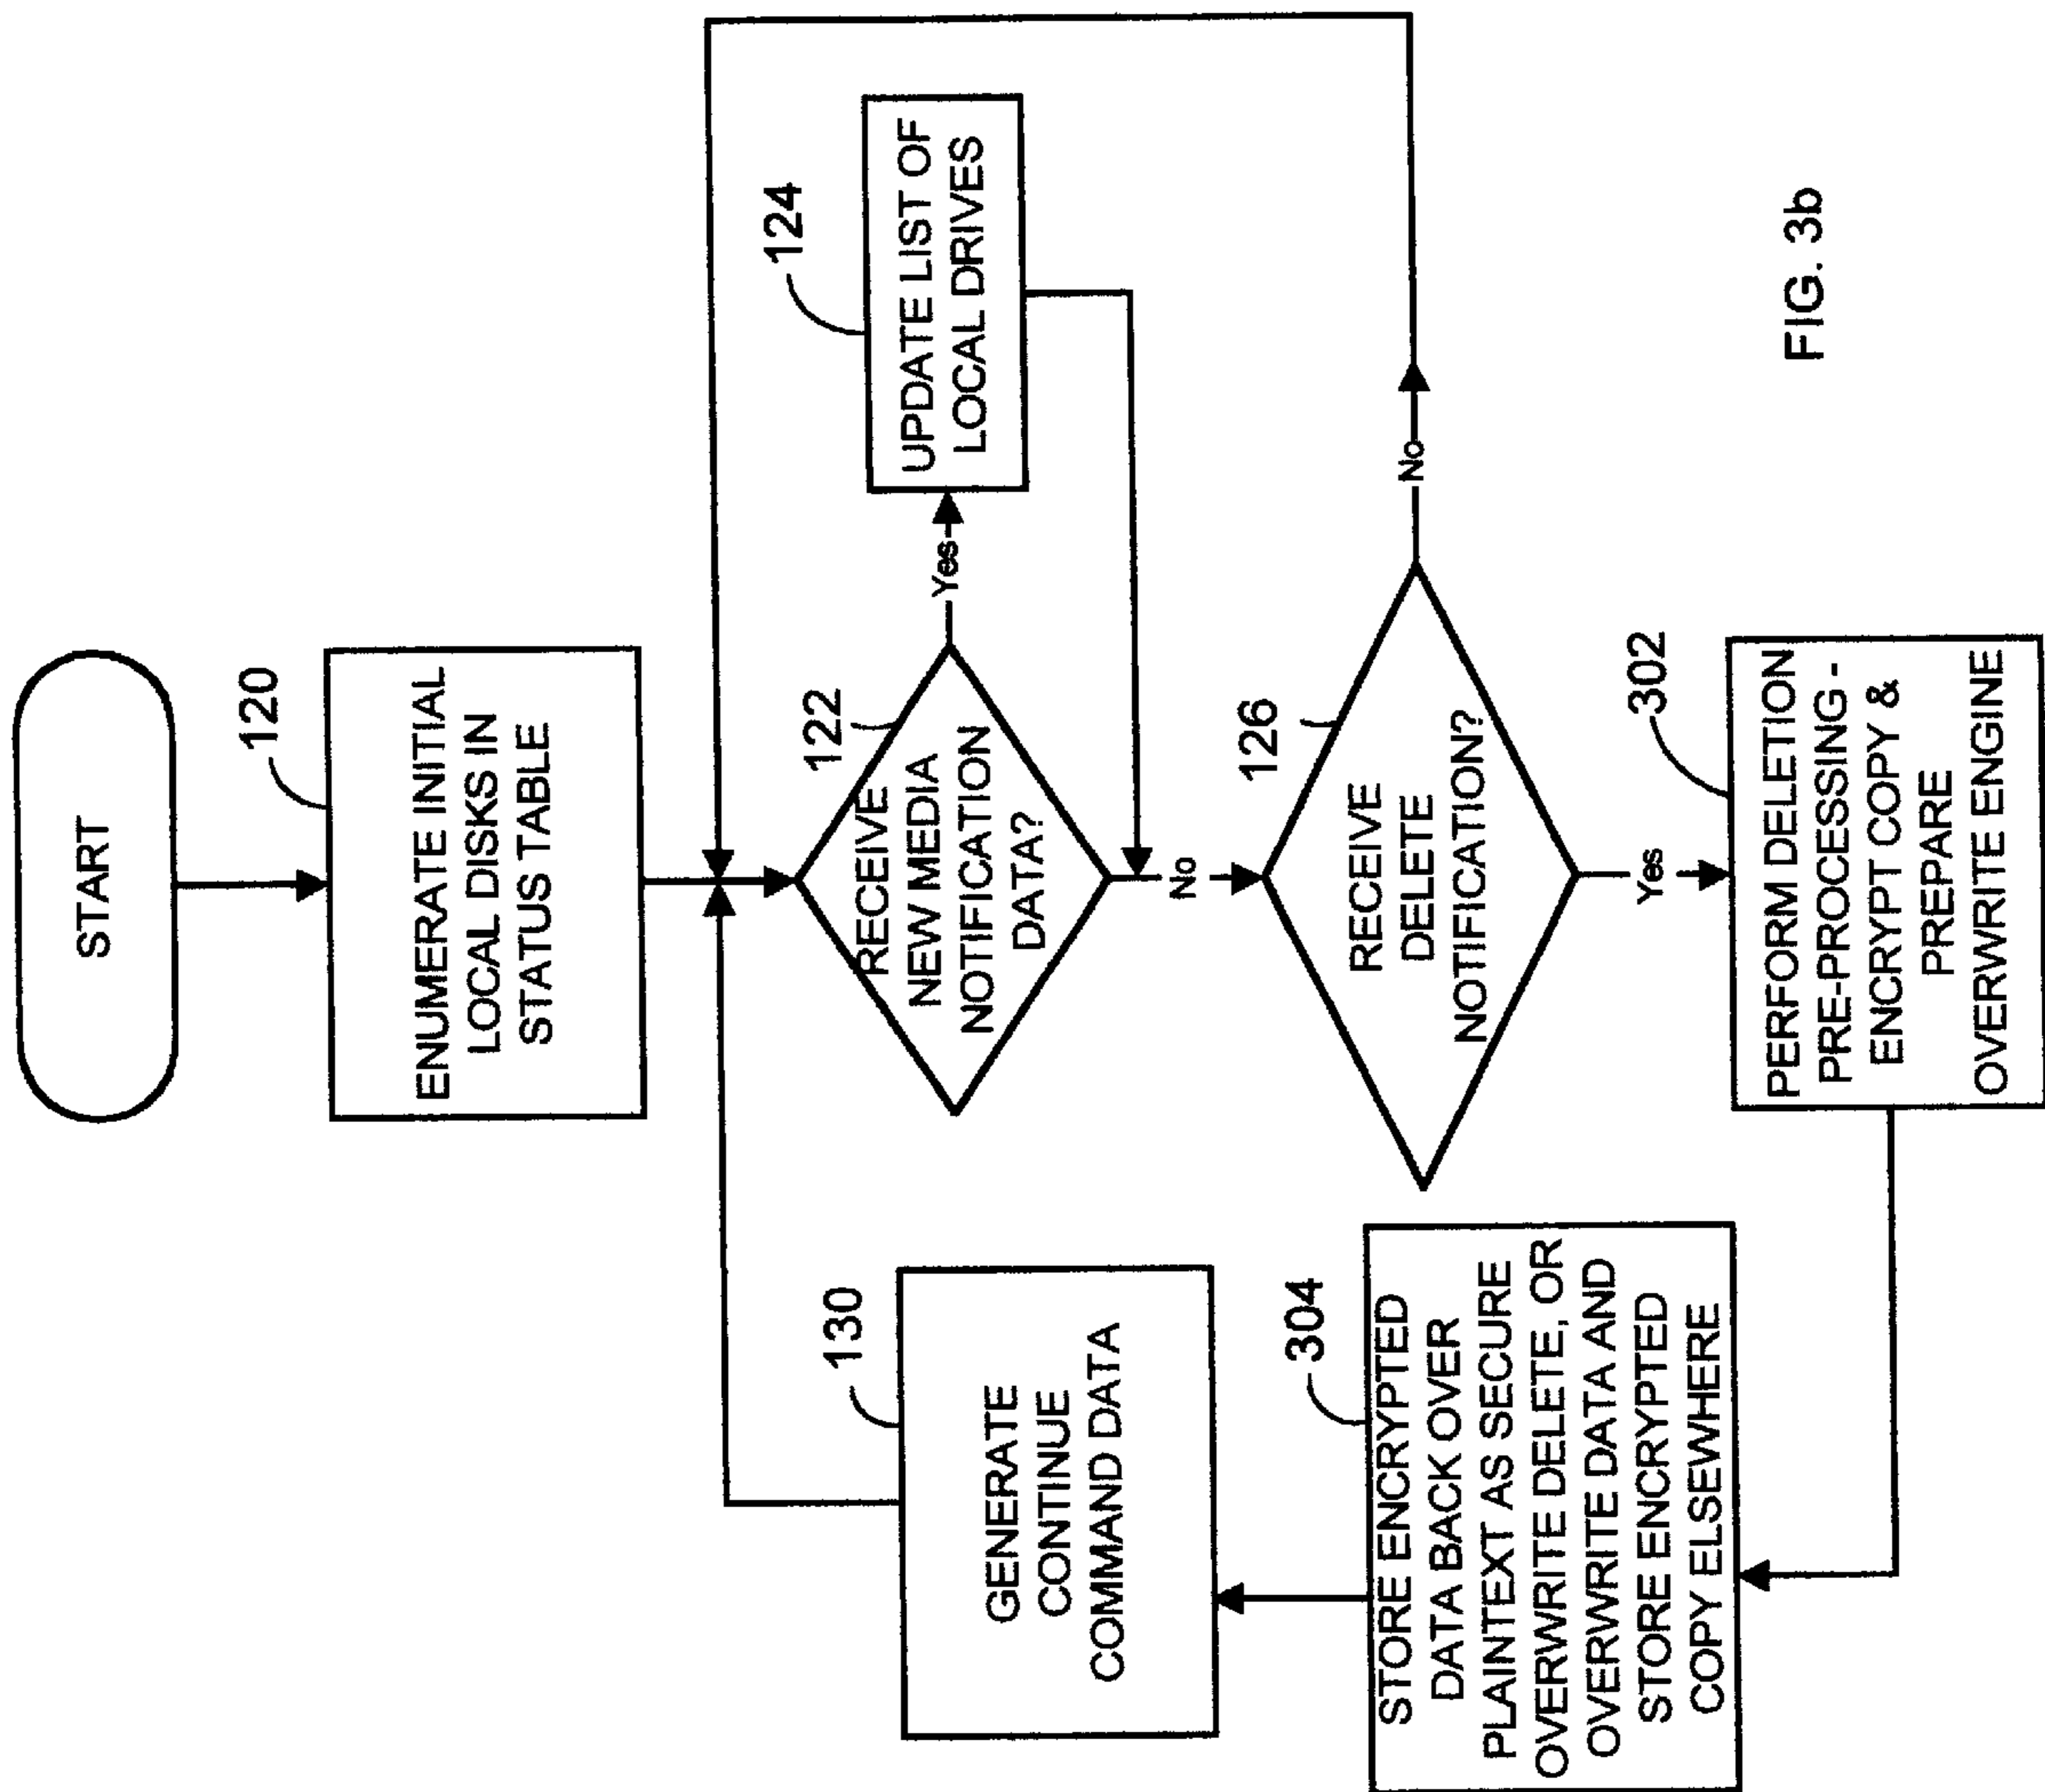 START
120
ENUMERATE INITIAL
LOCAL DISKS IN
STATUS TABLE
122
RECEIVE
NEW MEDIA
NOTIFICATION
DATA?
Yes
124
UPDATE LIST OF
LOCAL DRIVES
No
126
RECEIVE
DELETE
NOTIFICATION?
No
Yes
302
PERFORM DELETION
PRE-PROCESSING -
ENCRYPT COPY &
PREPARE
OVERWRITE ENGINE
304
STORE ENCRYPTED
DATA BACK OVER
PLAINTEXT AS SECURE
OVERWRITE DELETE, OR
OVERWRITE DATA AND
STORE ENCRYPTED
COPY ELSEWHERE
130
GENERATE
CONTINUE
COMMAND DATA
FIG. 3b